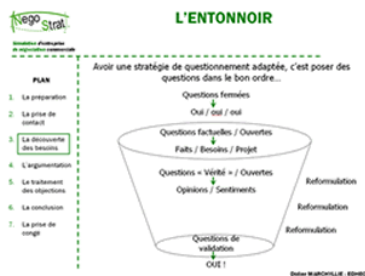 Nego
Strat
L'ENTONNOIR
Simulation d'entreprise
de négociation commerciale
Avoir une stratégie de questionnement adaptée, c'est poser des
questions dans le bon ordre...
PLAN
1. La préparation
2. La prise de
contact
3. La découverte
des besoins
4. L'argumentation
5. Le traitement
des objections
6. La conclusion
7. La prise de
congé
Questions fermées
Oui / oui / oui
Questions factuelles / Ouvertes
Faits / Besoins / Projet
Questions « Vérité » / Ouvertes
Opinions / Sentiments
Reformulation
Reformulation
Reformulation
Questions de
validation
OUI !
Didier MARCHYLLIE - EDHEC